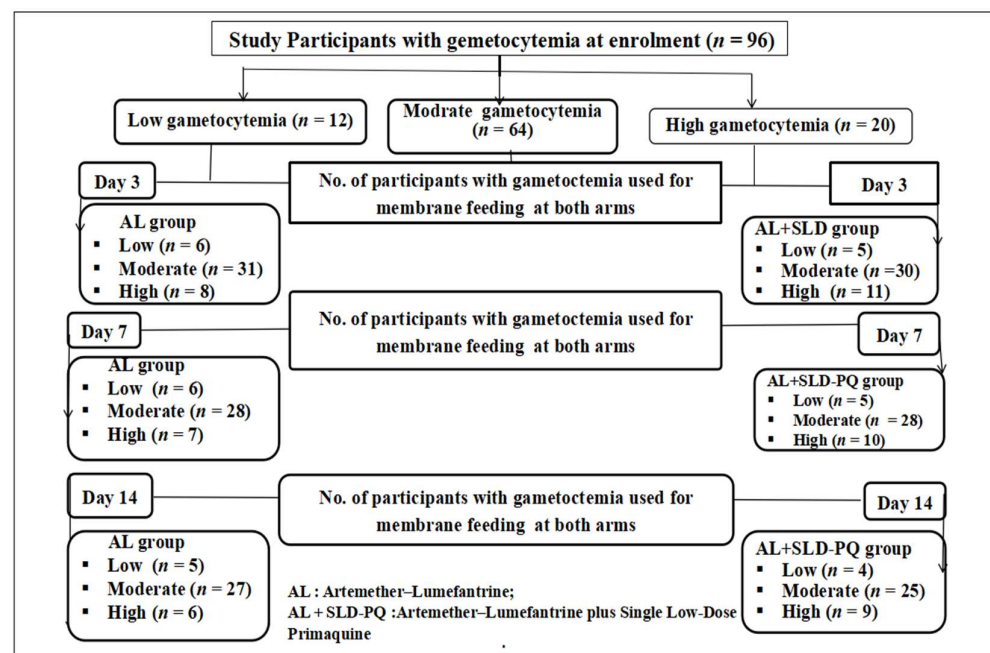 Study Participants with gemetocytemia at enrolment (n = 96)
Low gametocytemia (n = 12)
Modrate gametocytemia
(n = 64)
High gametocytemia (n = 20)
Day 3
No. of participants with gametoctemia used for
membrane feeding at both arms
Day 3
AL group
▪ Low (n = 6)
▪ Moderate (n = 31)
▪ High (n = 8)
AL+SLD group
▪ Low (n = 5)
▪ Moderate (n =30)
▪ High (n = 11)
Day 7
No. of participants with gametoctemia used for
membrane feeding at both arms
Day 7
AL group
▪ Low (n = 6)
▪ Moderate (n = 28)
▪ High (n = 7)
AL+SLD-PQ group
▪ Low (n = 5)
▪ Moderate (n = 28)
▪ High (n = 10)
Day 14
No. of participants with gametoctemia used for
membrane feeding at both arms
Day 14
AL group
▪ Low (n = 5)
▪ Moderate (n = 27)
▪ High (n = 6)
AL+SLD-PQ group
▪ Low (n = 4)
▪ Moderate (n = 25)
▪ High (n = 9)
AL : Artemether–Lumefantrine;
AL + SLD-PQ :Artemether–Lumefantrine plus Single Low-Dose
Primaquine